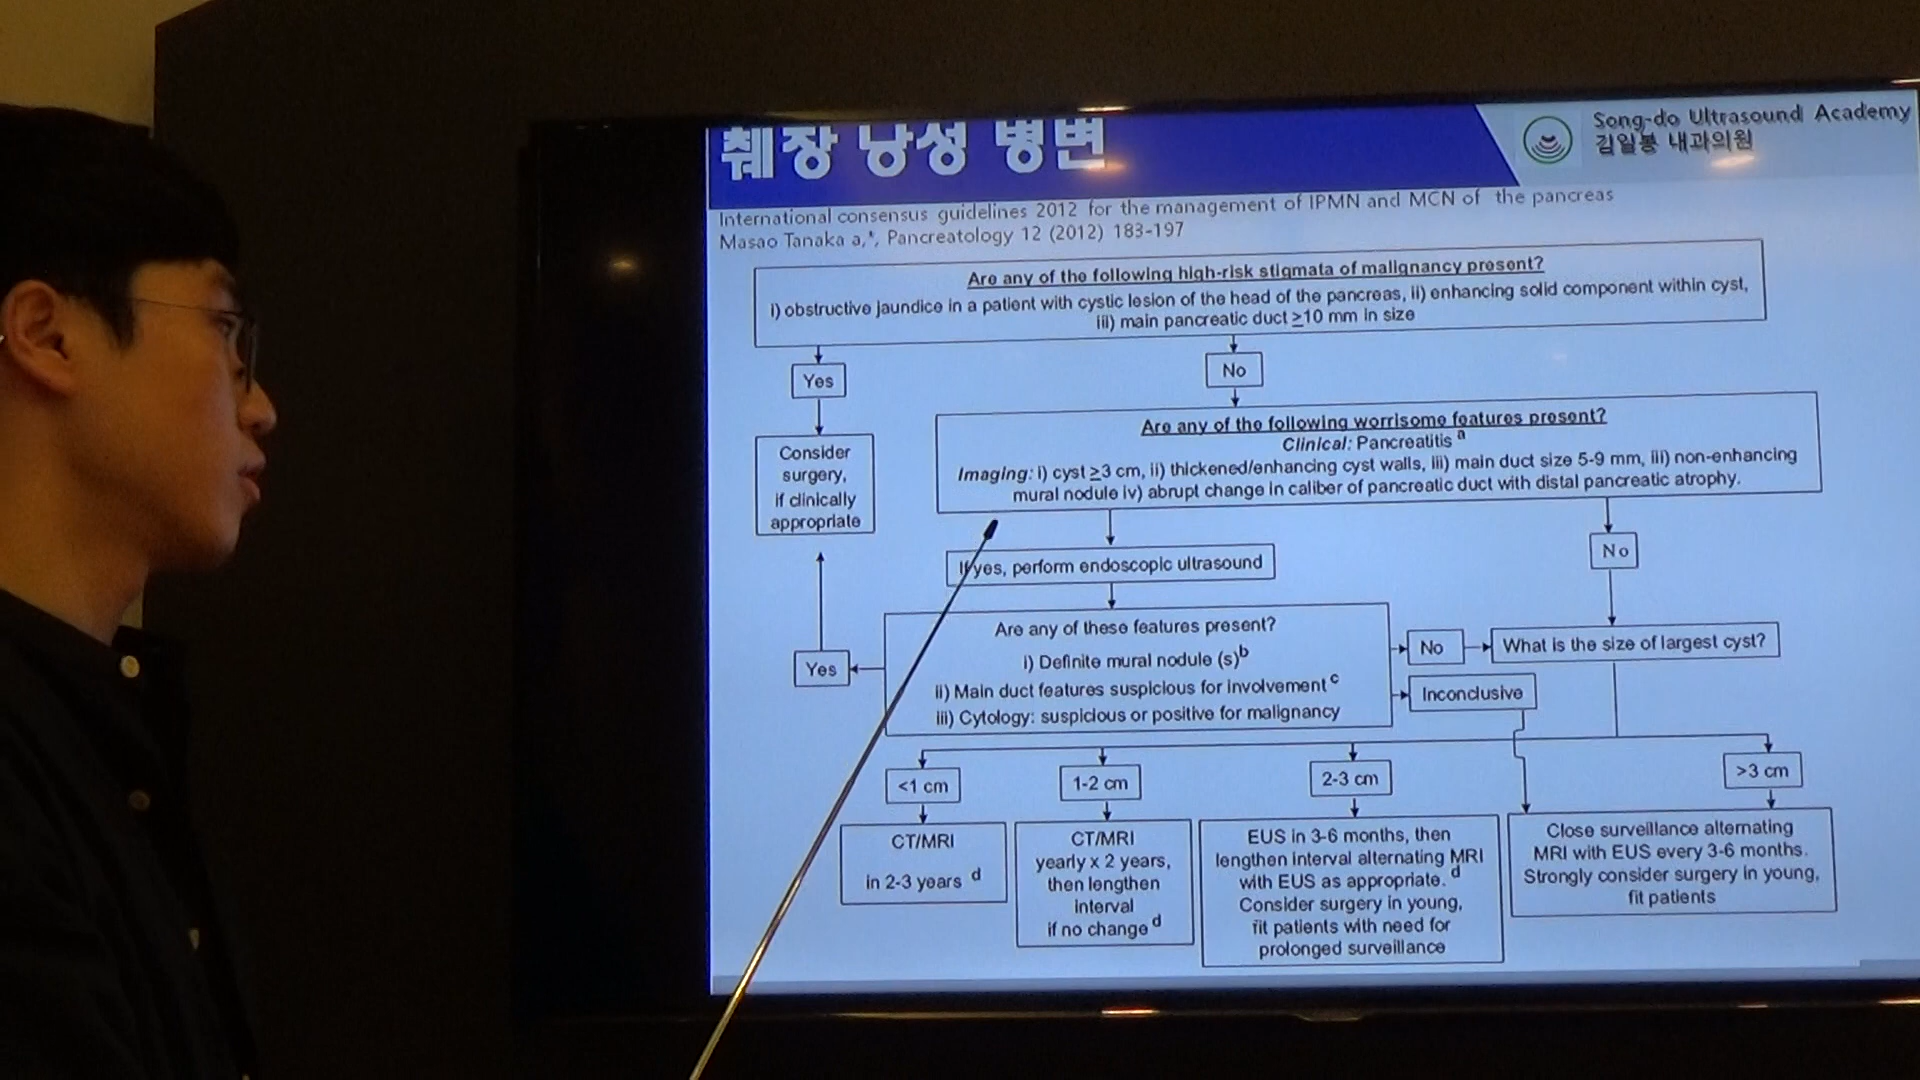 췌장 낭성 병변
Song-do Ultrasound Academy
김일봉 내과의원
International consensus guidelines 2012 for the management of IPMN and MCN of the pancreas
Masao Tanaka a,*, Pancreatology 12 (2012) 183-197
Are any of the following high-risk stigmata of malignancy present?
i) obstructive jaundice in a patient with cystic lesion of the head of the pancreas, ii) enhancing solid component within cyst,
iii) main pancreatic duct ≥10 mm in size
Yes
No
Consider
surgery,
if clinically
appropriate
Are any of the following worrisome features present?
Clinical: Pancreatitis a
Imaging: i) cyst ≥3 cm, ii) thickened/enhancing cyst walls, iii) main duct size 5-9 mm, iii) non-enhancing
mural nodule iv) abrupt change in caliber of pancreatic duct with distal pancreatic atrophy.
If yes, perform endoscopic ultrasound
No
Are any of these features present?
i) Definite mural nodule (s) b
ii) Main duct features suspicious for involvement c
iii) Cytology: suspicious or positive for malignancy
Yes
No
What is the size of largest cyst?
Inconclusive
<1 cm
1-2 cm
2-3 cm
>3 cm
CT/MRI
in 2-3 years d
CT/MRI
yearly x 2 years,
then lengthen
interval
if no change d
EUS in 3-6 months, then
lengthen interval alternating MRI
with EUS as appropriate. d
Consider surgery in young,
fit patients with need for
prolonged surveillance
Close surveillance alternating
MRI with EUS every 3-6 months.
Strongly consider surgery in young,
fit patients